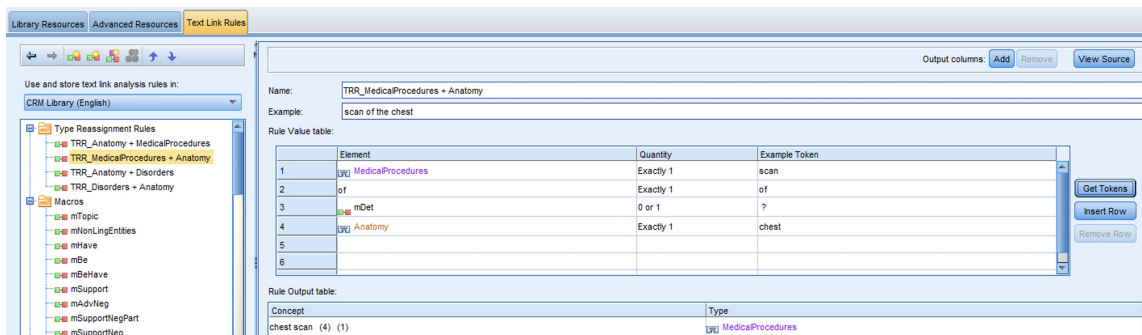 Library Resources Advanced Resources Text Link Rules
Output columns: Add Remove View Source
Use and store text link analysis rules in:
CRM Library (English)
Type Reassignment Rules
TRR_Anatomy + MedicalProcedures
TRR_MedicalProcedures + Anatomy
TRR_Anatomy + Disorders
TRR_Disorders + Anatomy
Macros
mTopic
mNonLingEntities
mHave
mBe
mBeHave
mSupport
mAdvNeg
mSupportNegPart
mSupportNeg
Name: TRR_MedicalProcedures + Anatomy
Example: scan of the chest
Rule Value table:
Element Quantity Example Token
1 MedicalProcedures Exactly 1 scan
2 of Exactly 1 of
3 mDet 0 or 1 ?
4 Anatomy Exactly 1 chest
5
6
Get Tokens
Insert Row
Remove Row
Rule Output table:
Concept Type
chest scan (4) (1) MedicalProcedures